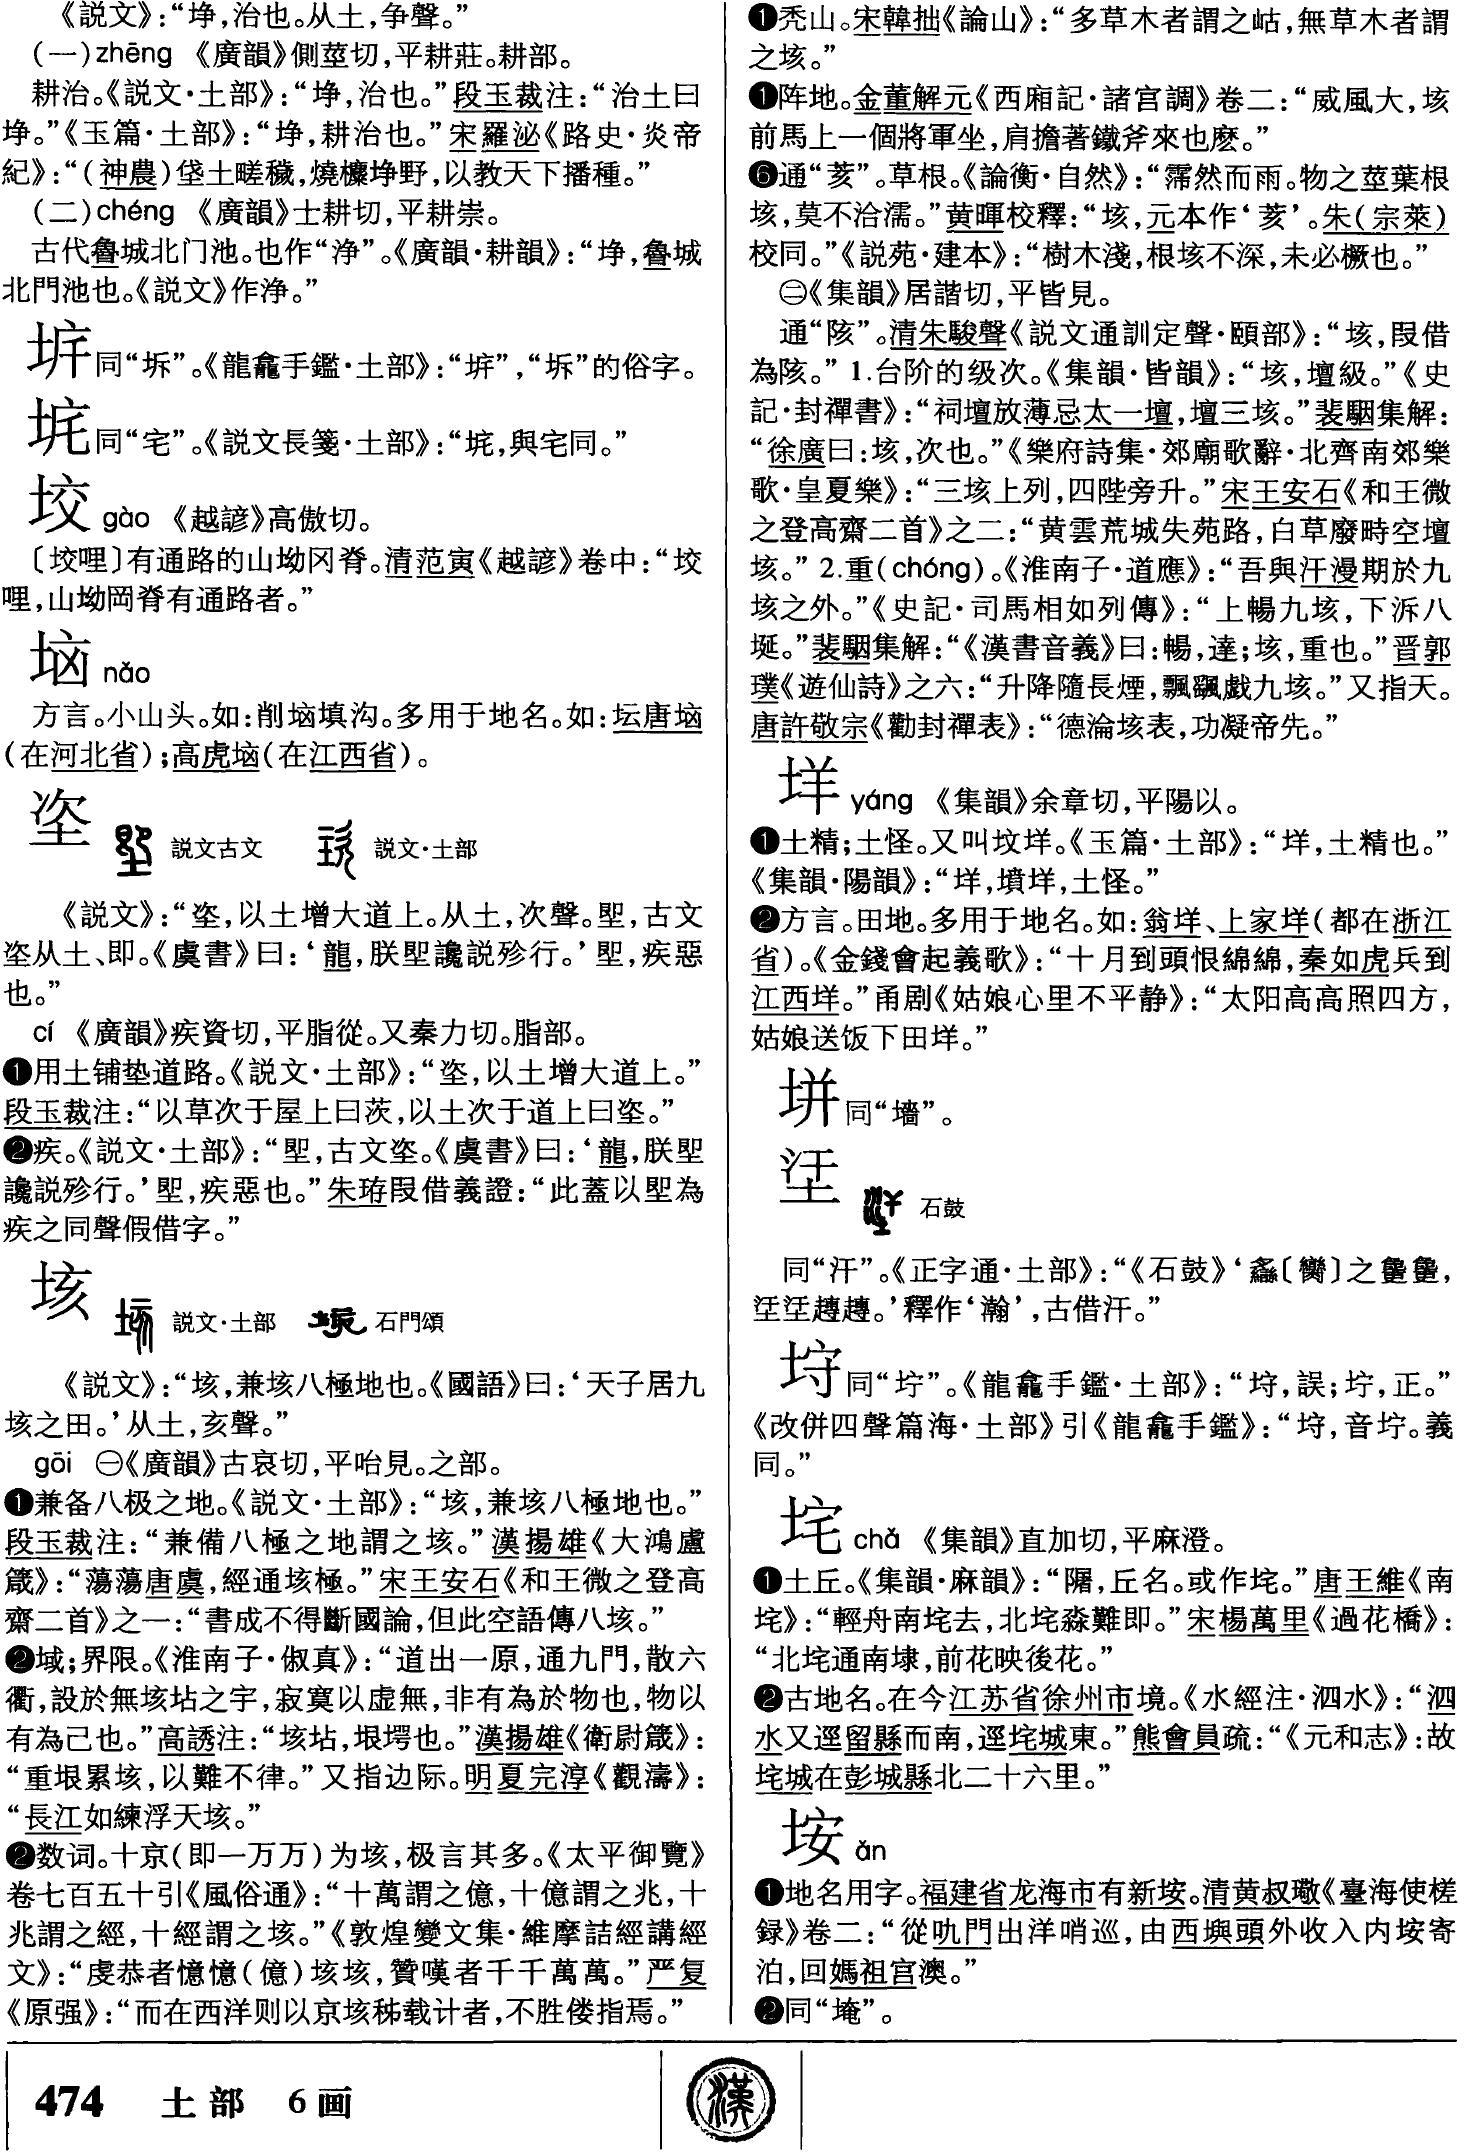 《説文》：“埩，治也。从土，争聲。”
（一）zhēng 《廣韻》側莖切，平耕莊。耕部。
耕治。《説文·土部》：“埩，治也。”段玉裁注：“治土曰
埩。”《玉篇·土部》：“埩，耕治也。”宋羅泌《路史·炎帝
紀》：“（神農）垡土䁟穢，燒櫢埩野，以教天下播種。”
（二）chéng 《廣韻》士耕切，平耕崇。
古代魯城北门池。也作“浄”。《廣韻·耕韻》：“埩，魯城
北門池也。《説文》作浄。”
同“坼”。《龍龕手鑑·土部》：“”，“坼”的俗字。
同“宅”。《説文長箋·土部》：“，與宅同。”
垥 gào 《越諺》高傲切。
〔哩〕有通路的山坳冈脊。清范寅《越諺》卷中：“
哩，山坳岡脊有通路者。”
垴 nǎo
方言。小山头。如：削垴填沟。多用于地名。如：坛唐垴
（在河北省）；高虎垴（在江西省）。
垐 説文古文 説文·土部
《説文》：“垐，以土增大道上。从土，次聲。堲，古文
垐从土、即。《虞書》曰：‘龍，朕堲讒説殄行。’堲，疾惡
也。”
cí 《廣韻》疾資切，平脂從。又秦力切。脂部。
❶用土铺垫道路。《説文·土部》：“垐，以土增大道上。”
段玉裁注：“以草次于屋上曰茨，以土次于道上曰垐。”
❷疾。《説文·土部》：“堲，古文垐。《虞書》曰：‘龍，朕堲
讒説殄行。’堲，疾惡也。”朱珔叚借義證：“此蓋以堲為
疾之同聲假借字。”
垓 説文·土部 石門頌
《説文》：“垓，兼垓八極地也。《國語》曰：‘天子居九
垓之田。’从土，亥聲。”
gāi ㊀《廣韻》古哀切，平咍見。之部。
❶兼备八极之地。《説文·土部》：“垓，兼垓八極地也。”
段玉裁注：“兼備八極之地謂之垓。”漢揚雄《大鴻盧
箴》：“蕩蕩唐虞，經通垓極。”宋王安石《和王微之登高
齋二首》之一：“書成不得斷國論，但此空語傳八垓。”
❷域；界限。《淮南子·俶真》：“道出一原，通九門，散六
衢，設於無垓坫之宇，寂寞以虚無，非有為於物也，物以
有為己也。”高誘注：“垓坫，垠堮也。”漢揚雄《衛尉箴》：
“重垠累垓，以難不律。”又指边际。明夏完淳《觀濤》：
“長江如練浮天垓。”
❷数词。十京（即一万万）为垓，极言其多。《太平御覽》
卷七百五十引《風俗通》：“十萬謂之億，十億謂之兆，十
兆謂之經，十經謂之垓。”《敦煌變文集·維摩詰經講經
文》：“虔恭者憶憶（億）垓垓，贊嘆者千千萬萬。”严复
《原强》：“而在西洋则以京垓秭载计者，不胜偻指焉。”
❶秃山。宋韓拙《論山》：“多草木者謂之岵，無草木者謂
之垓。”
❶阵地。金董解元《西廂記·諸宫調》卷二：“威風大，垓
前馬上一個將軍坐，肩擔著鐵斧來也麽。”
❻通“荄”。草根。《論衡·自然》：“霈然而雨。物之莖葉根
垓，莫不洽濡。”黄暉校釋：“垓，元本作‘荄’。朱（宗萊）
校同。”《説苑·建本》：“樹木淺，根垓不深，未必橛也。”
㊁《集韻》居諧切，平皆見。
通“陔”。清朱駿聲《説文通訓定聲·頤部》：“垓，叚借
為陔。”1.台阶的级次。《集韻·皆韻》：“垓，壇級。”《史
記·封禪書》：“祠壇放薄忌太一壇，壇三垓。”裴駰集解：
“徐廣曰：垓，次也。”《樂府詩集·郊廟歌辭·北齊南郊樂
歌·皇夏樂》：“三垓上列，四陛旁升。”宋王安石《和王微
之登高齋二首》之二：“黄雲荒城失苑路，白草廢畤空壇
垓。”2.重（chóng）。《淮南子·道應》：“吾與汗漫期於九
垓之外。”《史記·司馬相如列傳》：“上暢九垓，下泝八
埏。”裴駰集解：“《漢書音義》曰：暢，達；垓，重也。”晋郭
璞《遊仙詩》之六：“升降隨長煙，飄颻戲九垓。”又指天。
唐許敬宗《勸封禪表》：“德淪垓表，功凝帝先。”
垟 yáng 《集韻》余章切，平陽以。
❶土精；土怪。又叫坟垟。《玉篇·土部》：“垟，土精也。”
《集韻·陽韻》：“垟，墳垟，土怪。”
❷方言。田地。多用于地名。如：翁垟、上家垟（都在浙江
省）。《金錢會起義歌》：“十月到頭恨綿綿，秦如虎兵到
江西垟。”甬剧《姑娘心里不平静》：“太阳高高照四方，
姑娘送饭下田垟。”
垪同“墙”。
石鼓
同“汗”。《正字通·土部》：“《石鼓》‘〔臠〕之，
。’釋作‘瀚’，古借汗。”
垨同“坾”。《龍龕手鑑·土部》：“垨，誤；坾，正。”
《改併四聲篇海·土部》引《龍龕手鑑》：“垨，音坾。義
同。”
垞 chǎ 《集韻》直加切，平麻澄。
❶土丘。《集韻·麻韻》：“䧅，丘名。或作垞。”唐王維《南
垞》：“輕舟南垞去，北垞淼難即。”宋楊萬里《過花橋》：
“北垞通南埭，前花映後花。”
❷古地名。在今江苏省徐州市境。《水經注·泗水》：“泗
水又逕留縣而南，逕垞城東。”熊會貞疏：“《元和志》：故
垞城在彭城縣北二十六里。”
垵 ǎn
❶地名用字。福建省龙海市有新垵。清黄叔璥《臺海使槎
録》卷二：“從吼門出洋哨巡，由西嶼頭外收入内垵寄
泊，回媽祖宫澳。”
❷同“埯”。
474 土部 6画
漢